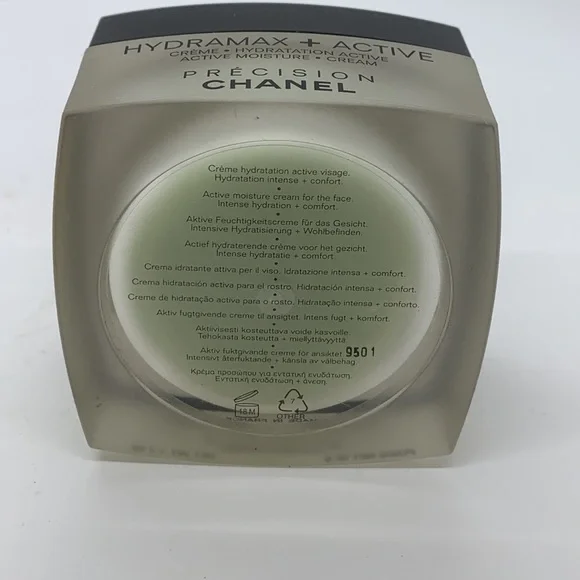 HYDRAMAX + ACTIVE
CRÈME • HYDRATATION ACTIVE
ACTIVE MOISTURE • CREAM
PRÉCISION
CHANEL
Crème hydratation active visage.
Hydratation intense + confort.
•
Active moisture cream for the face.
Intense hydration + comfort.
•
Aktive Feuchtigkeitscreme für das Gesicht.
Intensive Hydratisierung + Wohlbefinden.
•
Actief hydraterende crème voor het gezicht.
Intense hydratatie + comfort.
•
Crema idratante attiva per il viso. Idratazione intensa + comfort.
•
Crema hidratación activa para el rostro. Hidratación intensa + confort.
•
Creme de hidratação activa para o rosto. Hidratação intensa + conforto.
•
Aktiv fugtgivende creme til ansigtet. Intens fugt + komfort.
•
Aktiivisesti kosteuttava voide kasvoille.
Tehokasta kosteutta + miellyttävyyttä
•
Aktiv fuktgivande creme för ansiktet 9501
Intensivt återfuktande + känsla av välbehag.
•
Κρέμα προσώπου για εντατική ενυδάτωση.
Εντατική ενυδάτωση + άνεση.
18 M
7
OTHER